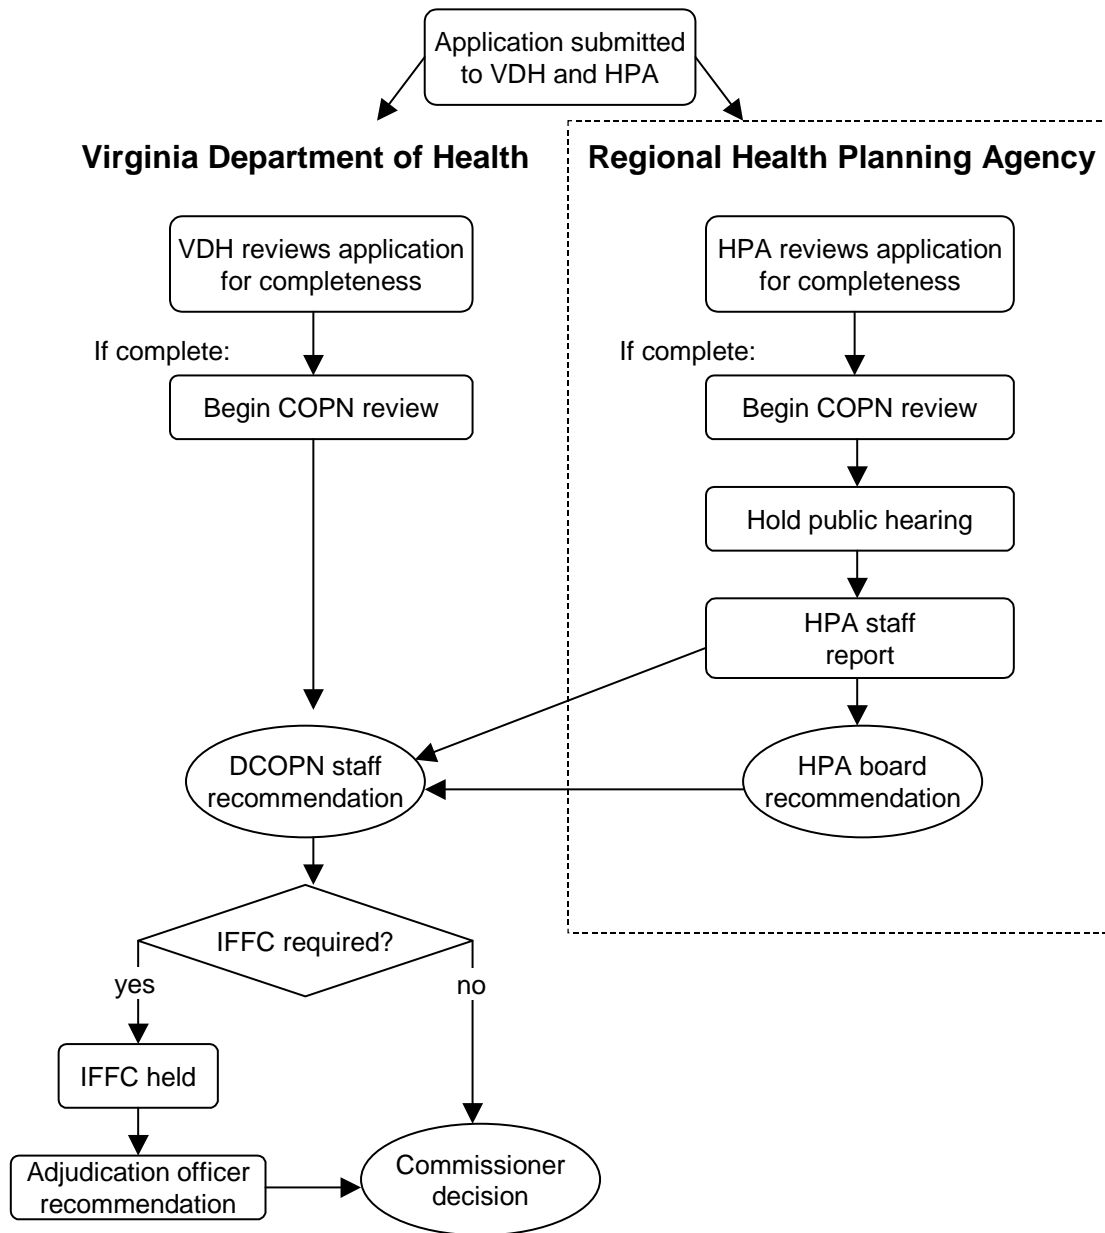 Application submitted
to VDH and HPA
Virginia Department of Health
Regional Health Planning Agency
VDH reviews application
for completeness
HPA reviews application
for completeness
If complete:
If complete:
Begin COPN review
Begin COPN review
Hold public hearing
HPA staff
report
DCOPN staff
recommendation
HPA board
recommendation
IFFC required?
yes
no
IFFC held
Adjudication officer
recommendation
Commissioner
decision